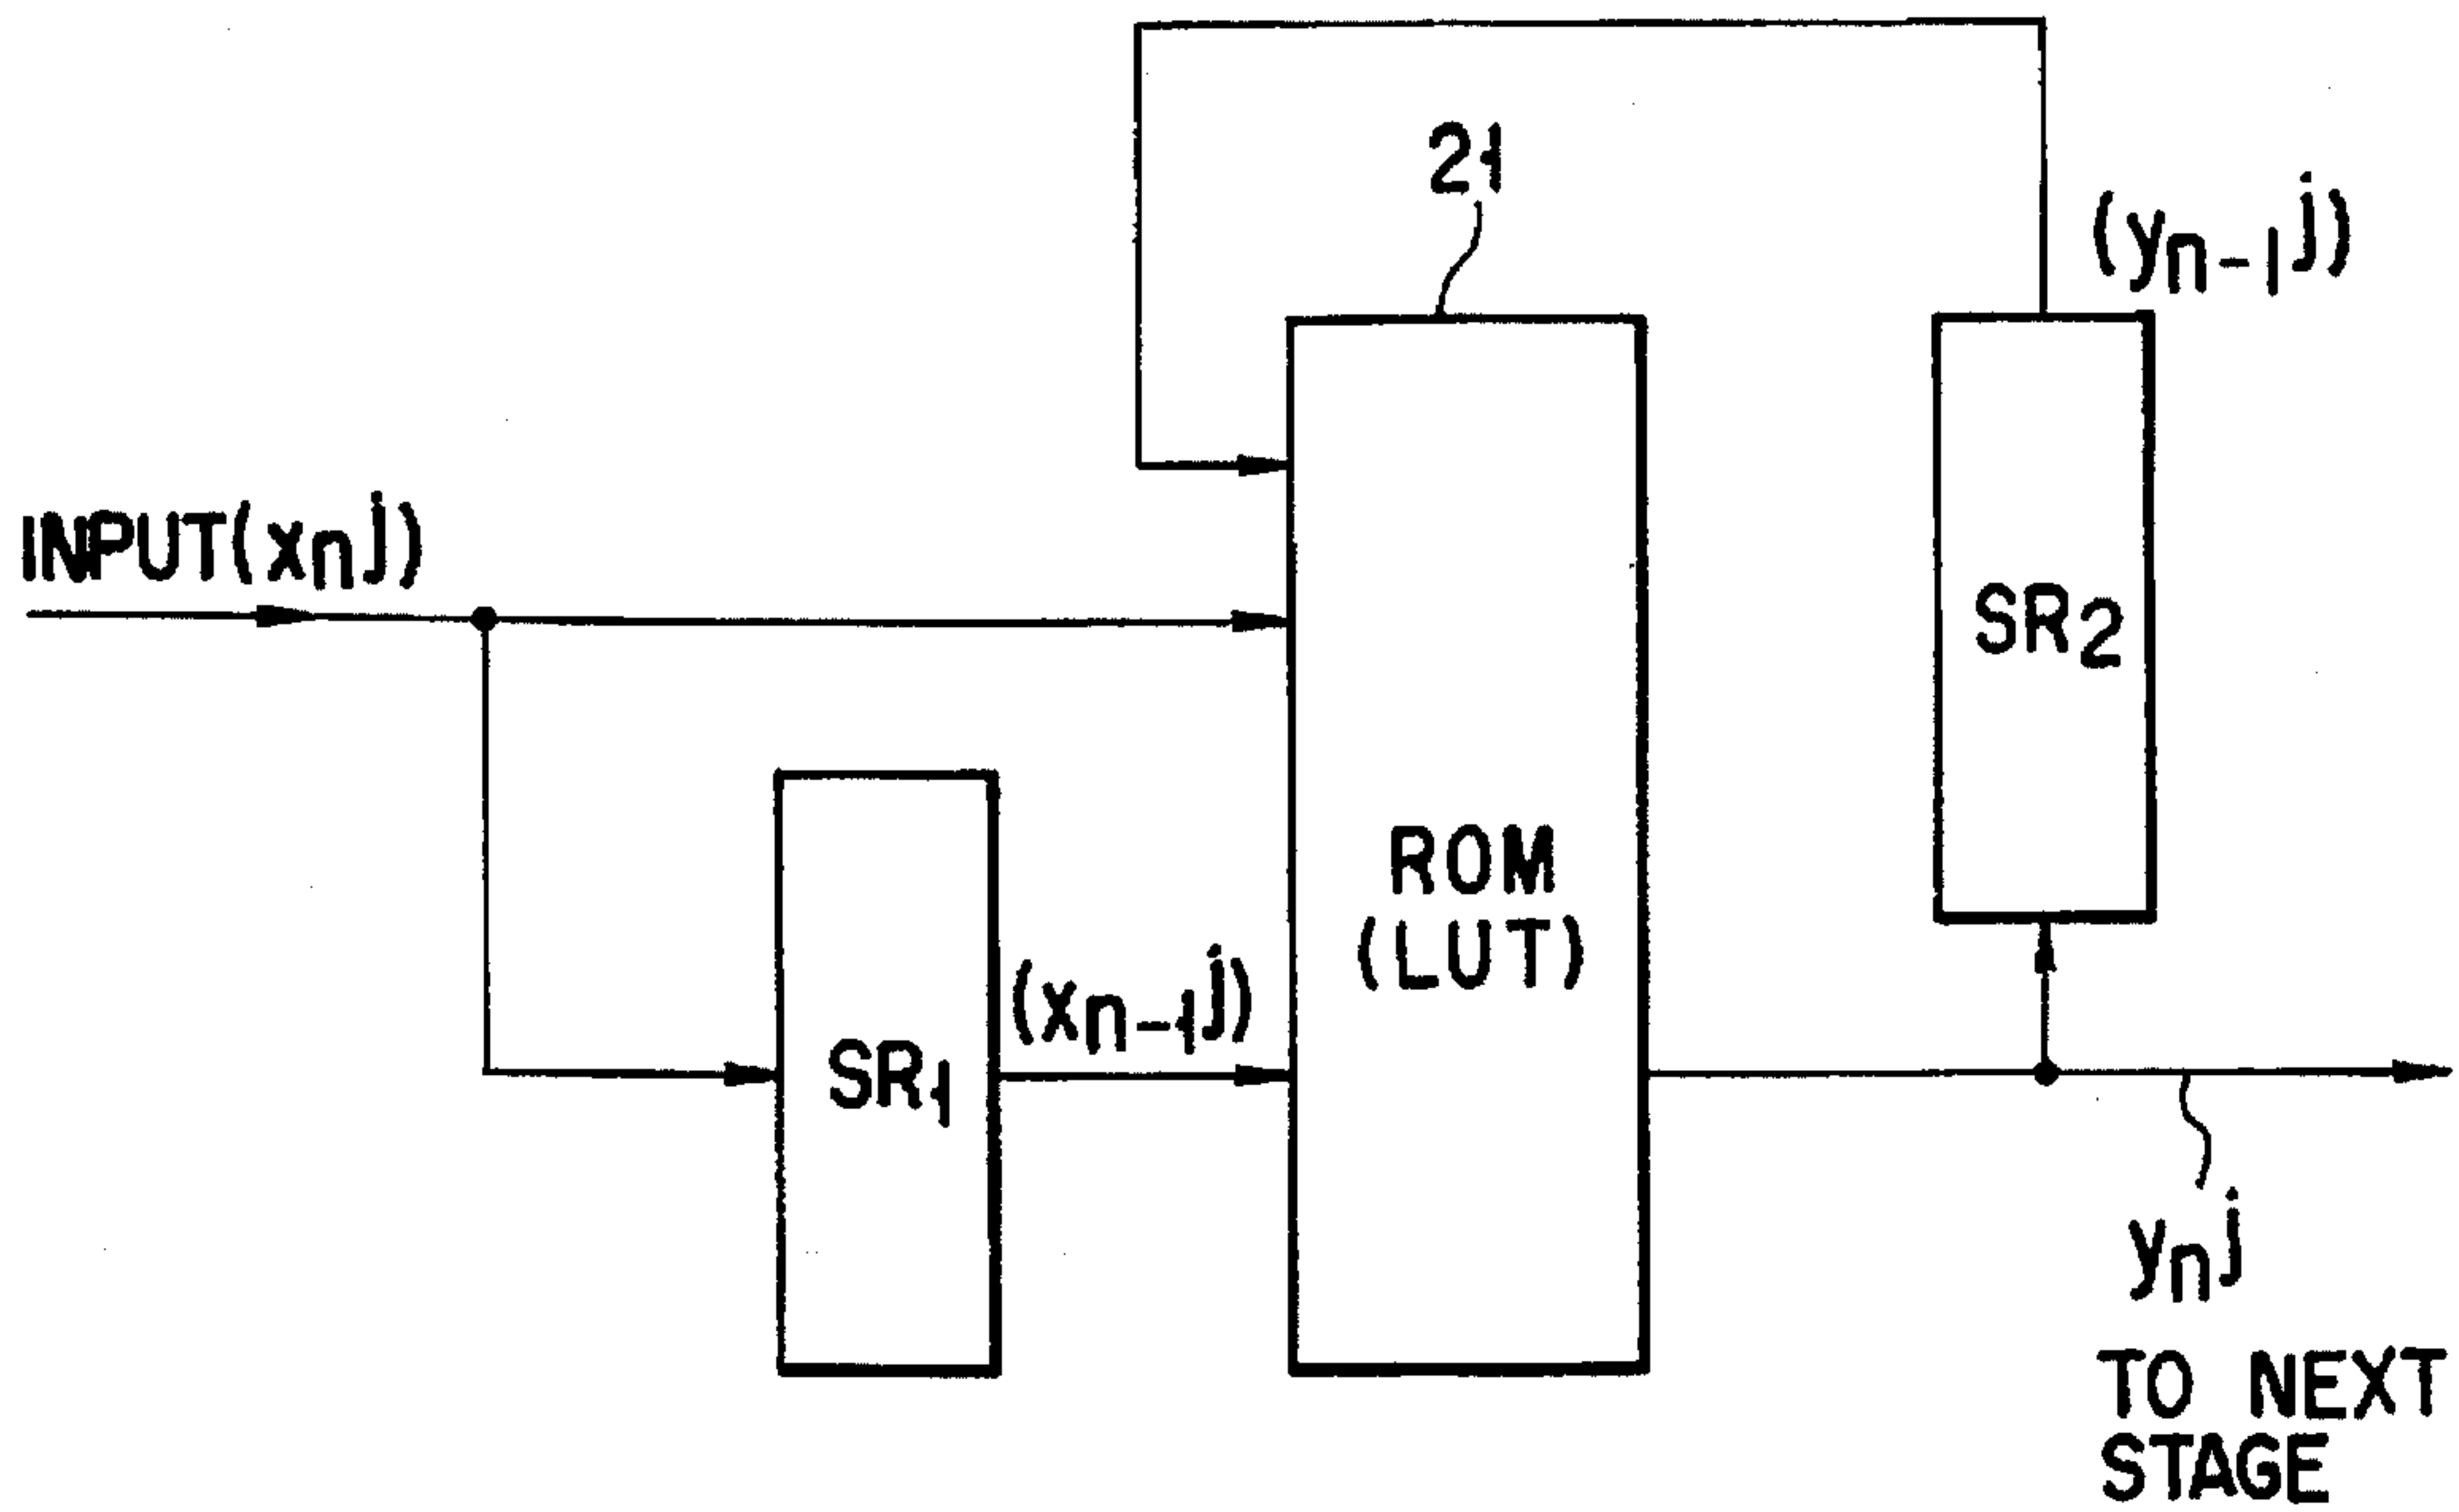 21
(yn-1j)
INPUT(xnj)
SR2
ROM
(LUT)
(xn-1j)
SR1
ynj
TO NEXT
STAGE